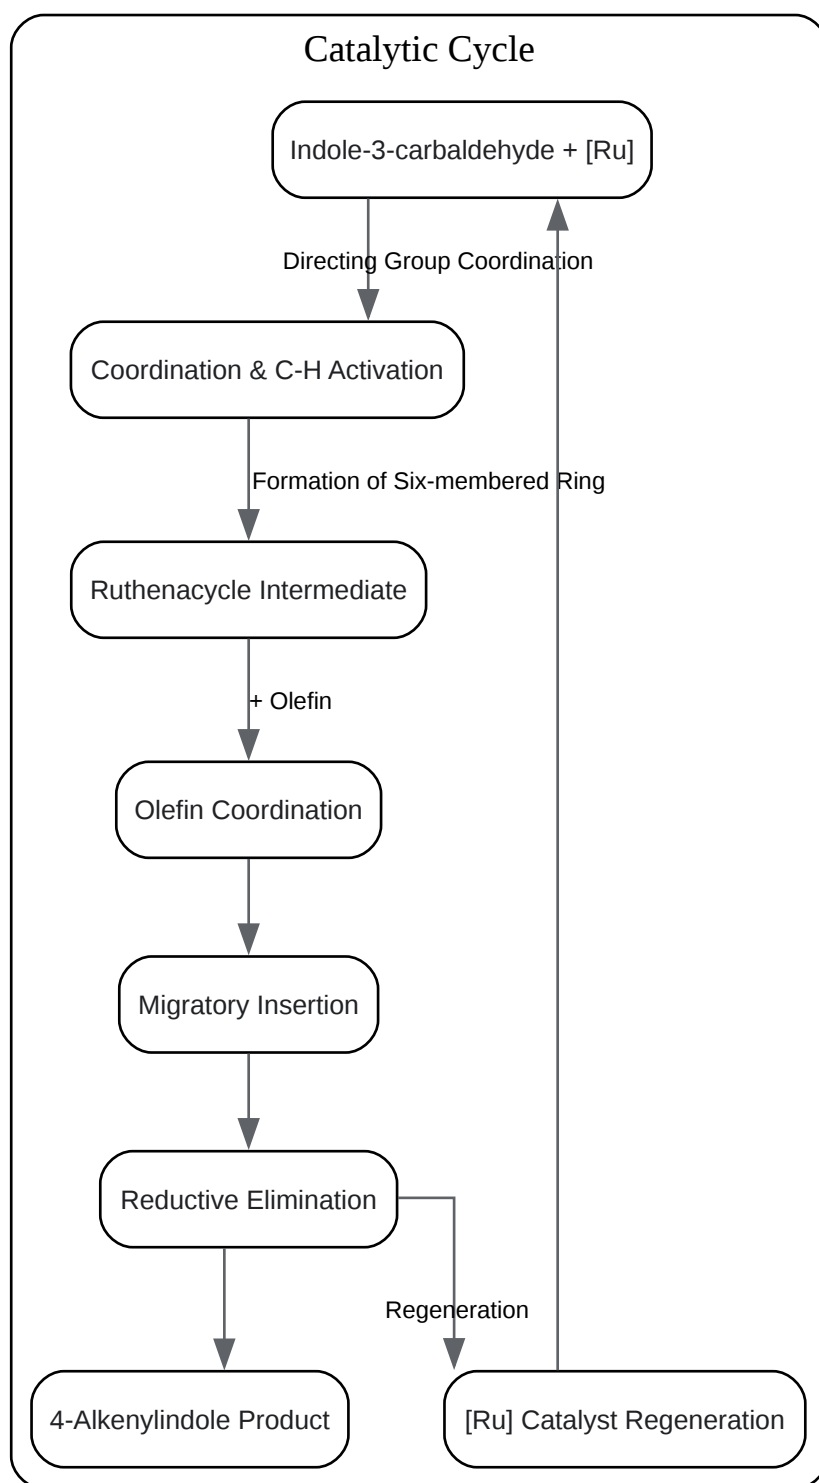 Catalytic Cycle
Indole-3-carbaldehyde + [Ru]
Directing Group Coordination
Coordination & C-H Activation
Formation of Six-membered Ring
Ruthenacycle Intermediate
+ Olefin
Olefin Coordination
Migratory Insertion
Reductive Elimination
Regeneration
4-Alkenylindole Product
[Ru] Catalyst Regeneration